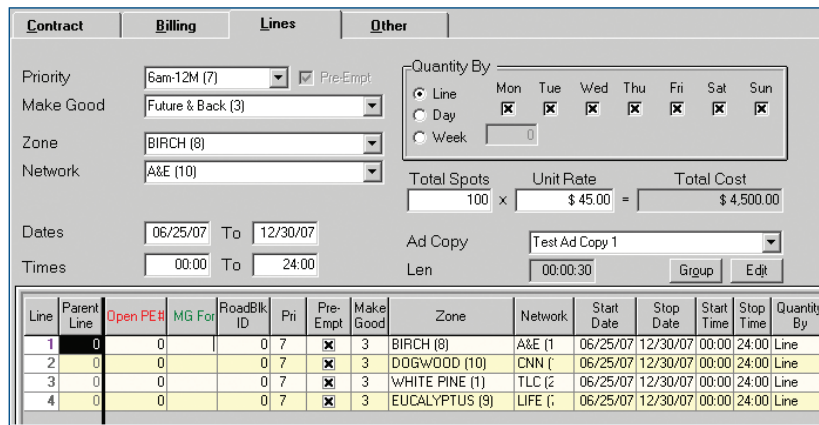 Contract Billing Lines Other
Priority 6am-12M (7) Pre-Empt
Make Good Future & Back (3)
Zone BIRCH (8)
Network A&E (10)
Quantity By
Line
Day
Week 0
Mon Tue Wed Thu Fri Sat Sun
Total Spots Unit Rate Total Cost
100 x $ 45.00 = $ 4,500.00
Dates 06/25/07 To 12/30/07
Times 00:00 To 24:00
Ad Copy Test Ad Copy 1
Len 00:00:30 Group Edit
Line Parent Line Open PE# MG For RoadBlk ID Pri Pre-Empt Make Good Zone Network Start Date Stop Date Start Time Stop Time Quantity By
1 0 0 0 7 3 BIRCH (8) A&E (1 06/25/07 12/30/07 00:00 24:00 Line
2 0 0 0 7 3 DOGWOOD (10) CNN ( 06/25/07 12/30/07 00:00 24:00 Line
3 0 0 0 7 3 WHITE PINE (1) TLC (2 06/25/07 12/30/07 00:00 24:00 Line
4 0 0 0 7 3 EUCALYPTUS (9) LIFE ( 06/25/07 12/30/07 00:00 24:00 Line